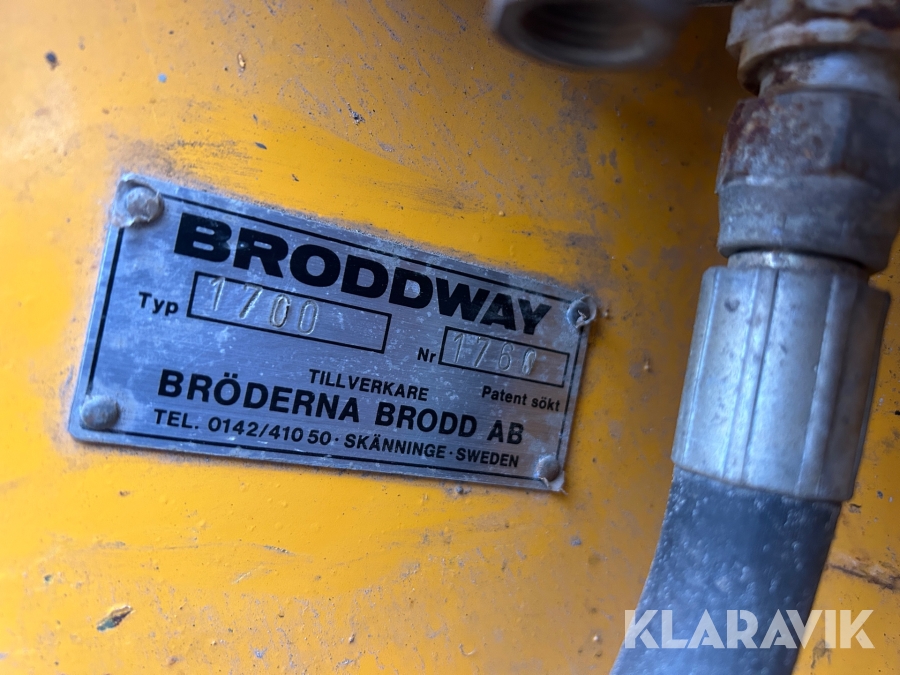 BRODDWAY
Typ 1700
Nr
Patent sökt
TILLVERKARE
BRÖDERNA BRODD AB
TEL. 0142/410 50 · SKÄNNINGE · SWEDEN
KLARAVIK